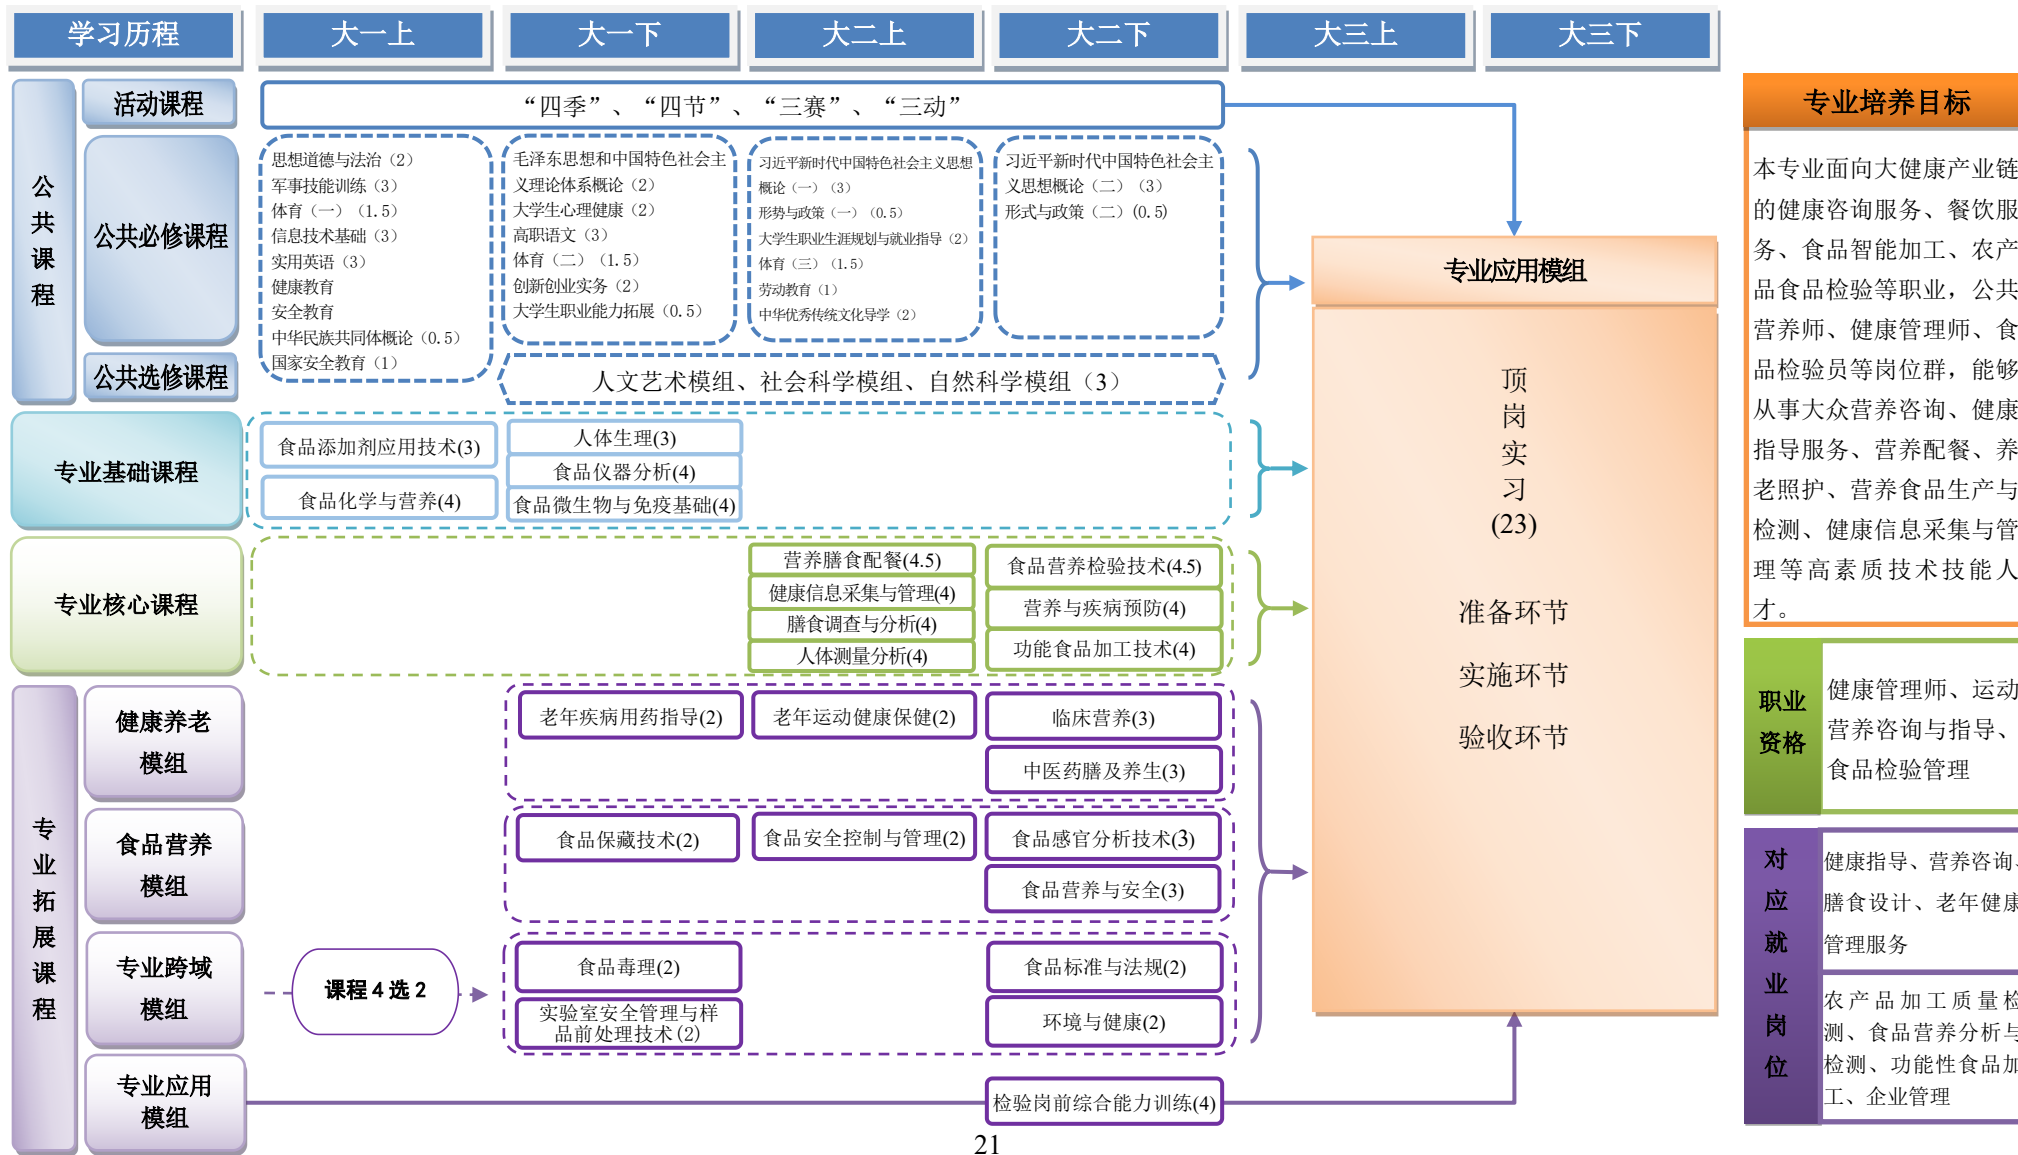 学习历程
大一上
大一下
大二上
大二下
大三上
大三下
公共课程
活动课程
“四季”、“四节”、“三赛”、“三动”
公共必修课程
思想道德与法治（2）
军事技能训练（3）
体育（一）（1.5）
信息技术基础（3）
实用英语（3）
健康教育
安全教育
中华民族共同体概论（0.5）
国家安全教育（1）
毛泽东思想和中国特色社会主
义理论体系概论（2）
大学生心理健康（2）
高职语文（3）
体育（二）（1.5）
创新创业实务（2）
大学生职业能力拓展（0.5）
习近平新时代中国特色社会主义思想
概论（一）（3）
形势与政策（一）（0.5）
大学生职业生涯规划与就业指导（2）
体育（三）（1.5）
劳动教育（1）
中华优秀传统文化导学（2）
习近平新时代中国特色社会主
义思想概论（二）（3）
形式与政策（二）(0.5)
公共选修课程
人文艺术模组、社会科学模组、自然科学模组（3）
专业基础课程
食品添加剂应用技术(3)
食品化学与营养(4)
人体生理(3)
食品仪器分析(4)
食品微生物与免疫基础(4)
专业核心课程
营养膳食配餐(4.5)
健康信息采集与管理(4)
膳食调查与分析(4)
人体测量分析(4)
食品营养检验技术(4.5)
营养与疾病预防(4)
功能食品加工技术(4)
专业拓展课程
健康养老
模组
老年疾病用药指导(2)
老年运动健康保健(2)
临床营养(3)
中医药膳及养生(3)
食品营养
模组
食品保藏技术(2)
食品安全控制与管理(2)
食品感官分析技术(3)
食品营养与安全(3)
专业跨域
模组
课程 4 选 2
食品毒理(2)
实验室安全管理与样
品前处理技术(2)
食品标准与法规(2)
环境与健康(2)
专业应用
模组
检验岗前综合能力训练(4)
专业应用模组
顶
岗
实
习
(23)
准备环节
实施环节
验收环节
专业培养目标
本专业面向大健康产业链
的健康咨询服务、餐饮服
务、食品智能加工、农产
品食品检验等职业，公共
营养师、健康管理师、食
品检验员等岗位群，能够
从事大众营养咨询、健康
指导服务、营养配餐、养
老照护、营养食品生产与
检测、健康信息采集与管
理等高素质技术技能人
才。
职业
资格
健康管理师、运动
营养咨询与指导、
食品检验管理
对应就业岗位
健康指导、营养咨询、
膳食设计、老年健康
管理服务
农产品加工质量检
测、食品营养分析与
检测、功能性食品加
工、企业管理
21